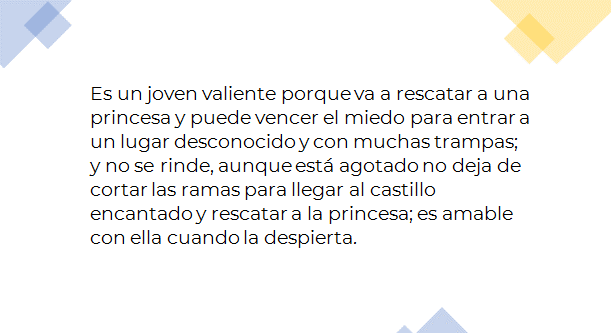 Es un joven valiente porque va a rescatar a una
princesa y puede vencer el miedo para entrar a
un lugar desconocido y con muchas trampas;
y no se rinde, aunque está agotado no deja de
cortar las ramas para llegar al castillo
encantado y rescatar a la princesa; es amable
con ella cuando la despierta.